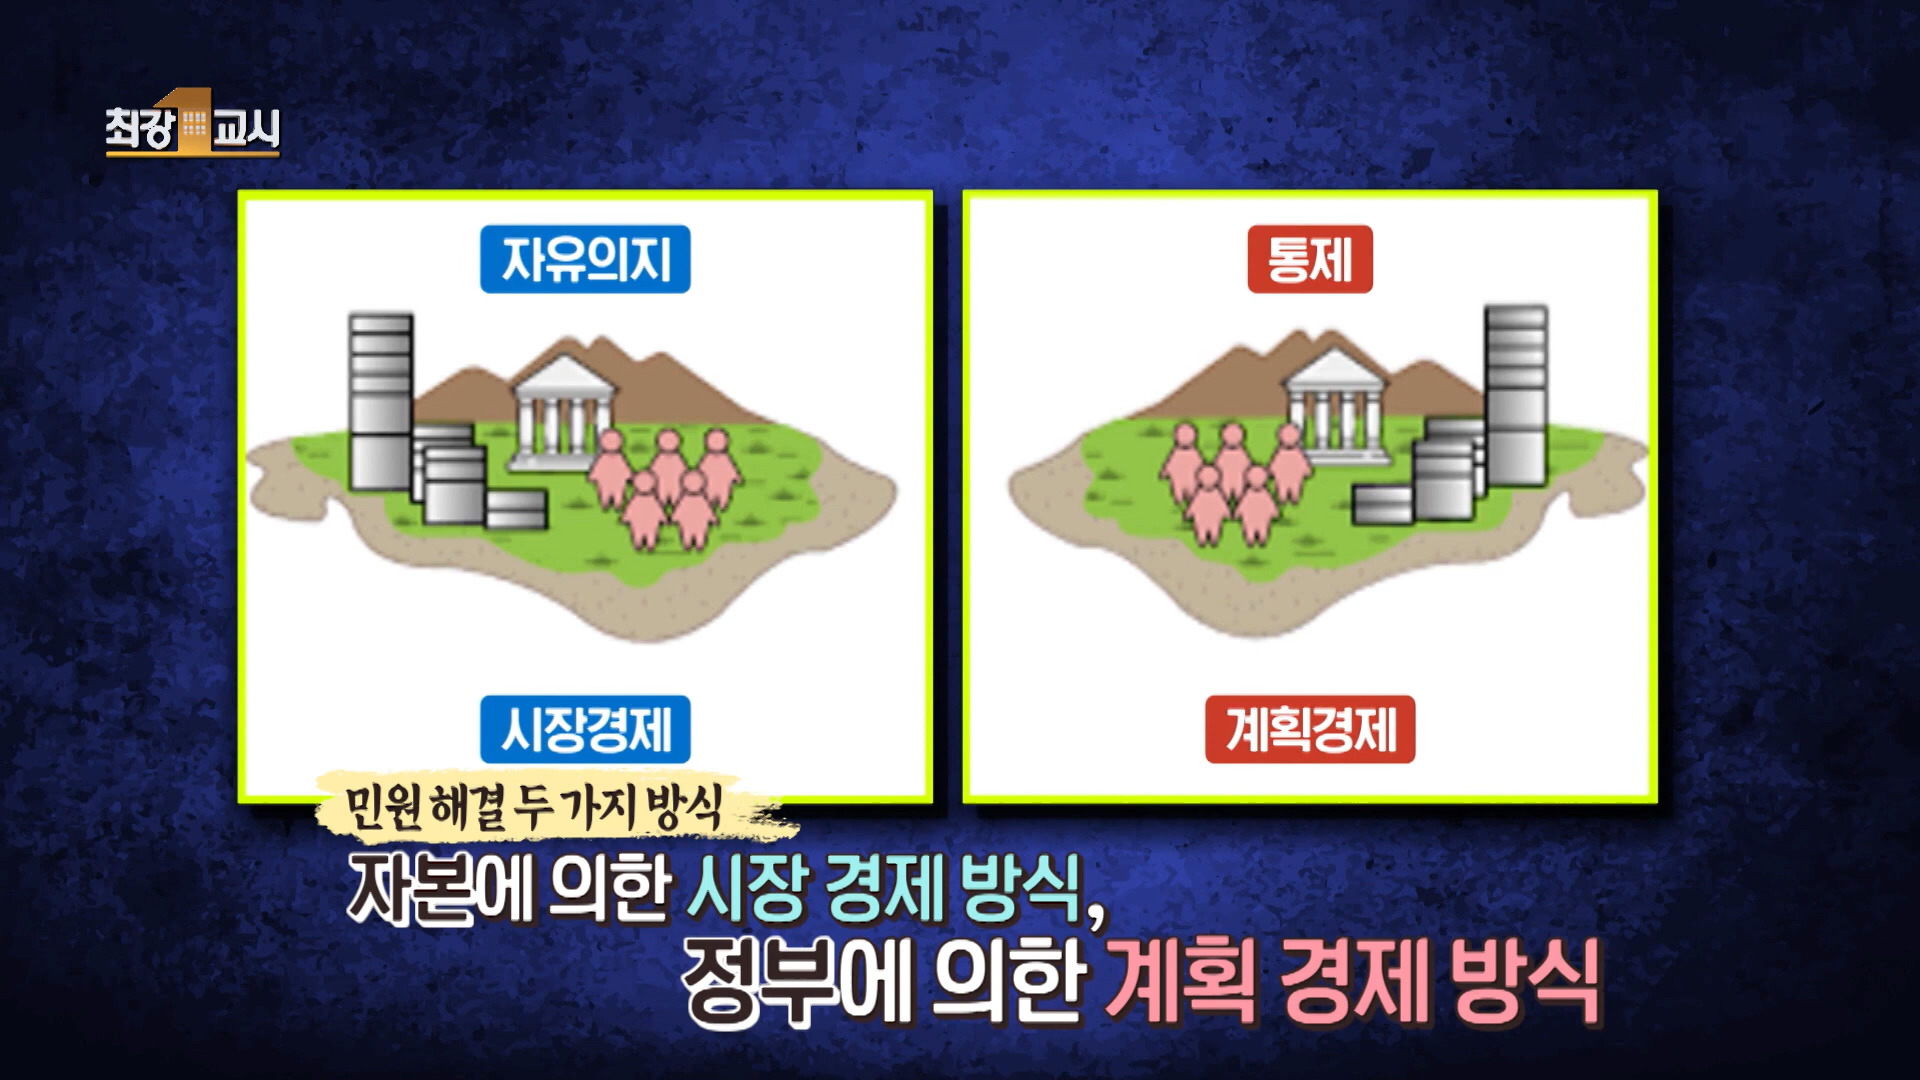 최강1교시
자유의지
통제
시장경제
계획경제
민원 해결 두 가지 방식
자본에 의한 시장 경제 방식,
정부에 의한 계획 경제 방식